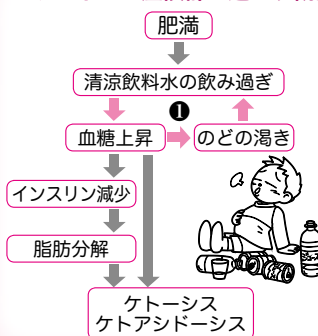 肥満
清涼飲料水の飲み過ぎ
❶
血糖上昇
のどの渇き
インスリン減少
脂肪分解
ケトーシス
ケトアシドーシス